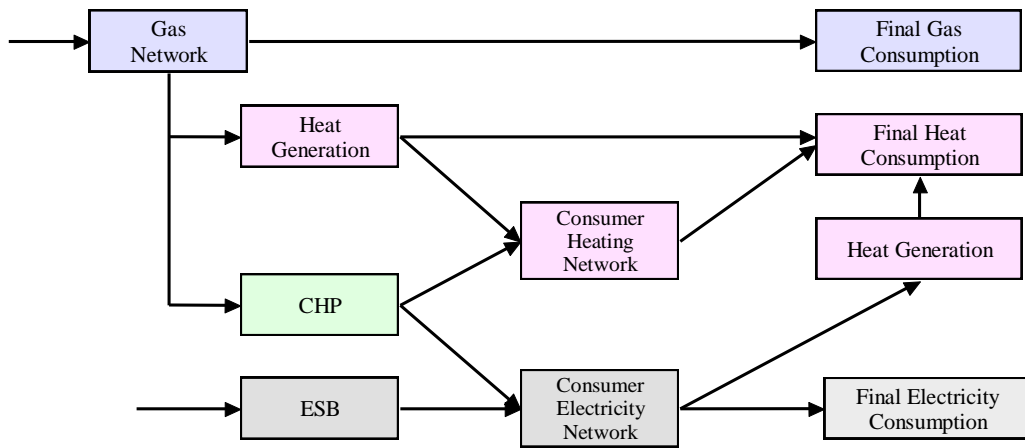 Gas
Network
Final Gas
Consumption
Heat
Generation
Final Heat
Consumption
Consumer
Heating
Network
Heat Generation
CHP
ESB
Consumer
Electricity
Network
Final Electricity
Consumption